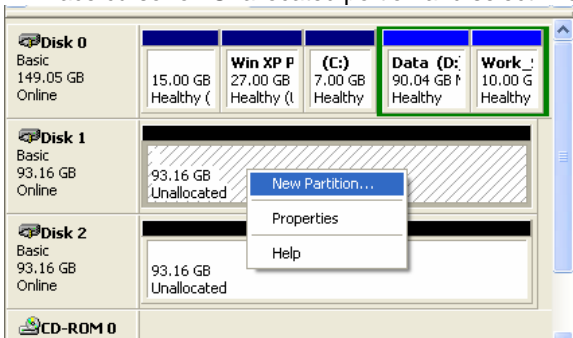 Disk 0
Basic
149.05 GB
Online
15.00 GB
Healthy (
Win XP P
27.00 GB
Healthy (
(C:)
7.00 GB
Healthy
Data (D:
90.04 GB
Healthy
Work_
10.00 G
Healthy
Disk 1
Basic
93.16 GB
Online
93.16 GB
Unallocated
New Partition...
Properties
Help
Disk 2
Basic
93.16 GB
Online
93.16 GB
Unallocated
CD-ROM 0